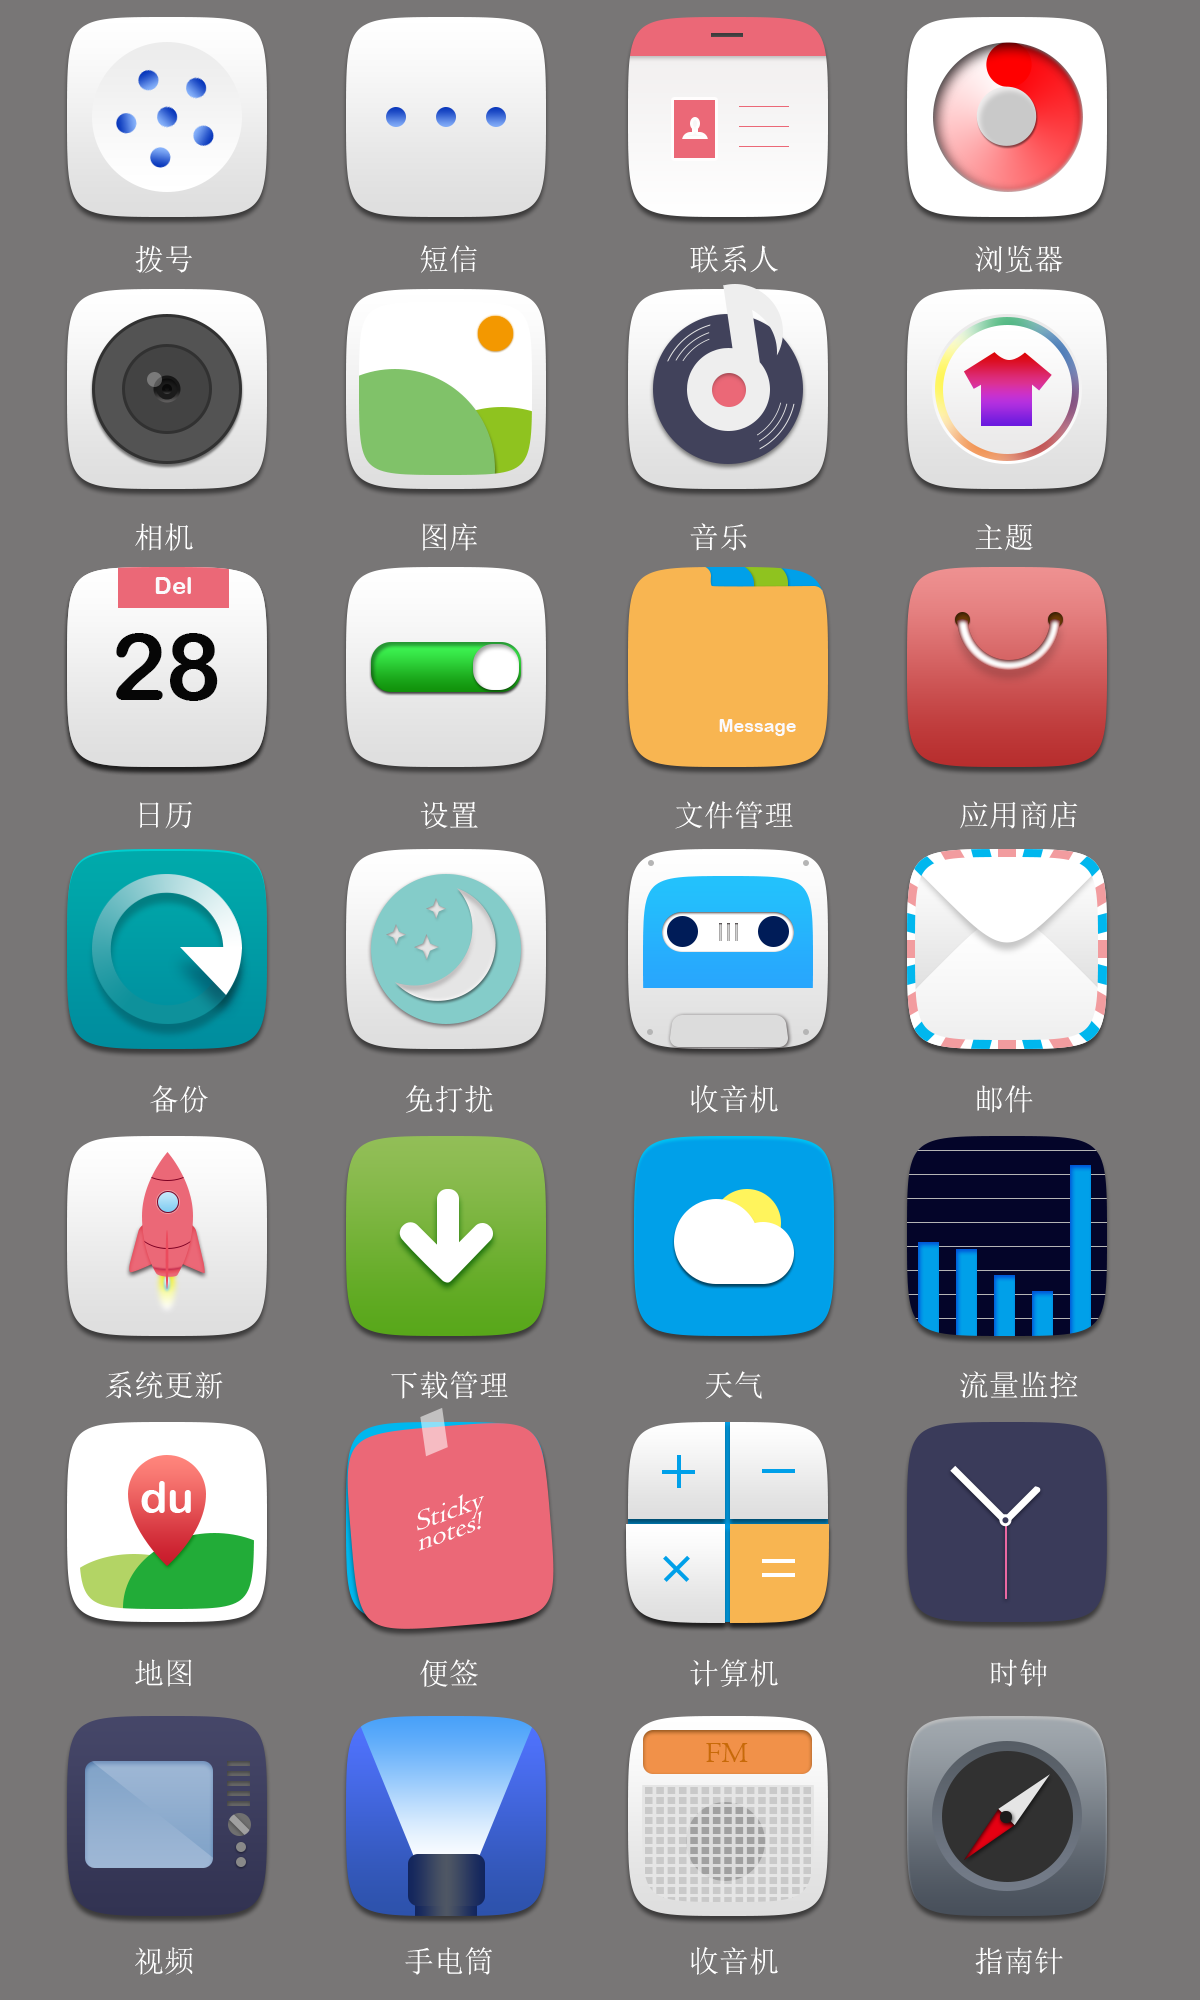 拨号 短信 联系人 浏览器
相机 图库 音乐 主题
Del
28
Message
日历 设置 文件管理 应用商店
备份 免打扰 收音机 邮件
系统更新 下载管理 天气 流量监控
du
Sticky
notes!
+ −
× =
地图 便签 计算机 时钟
FM
视频 手电筒 收音机 指南针